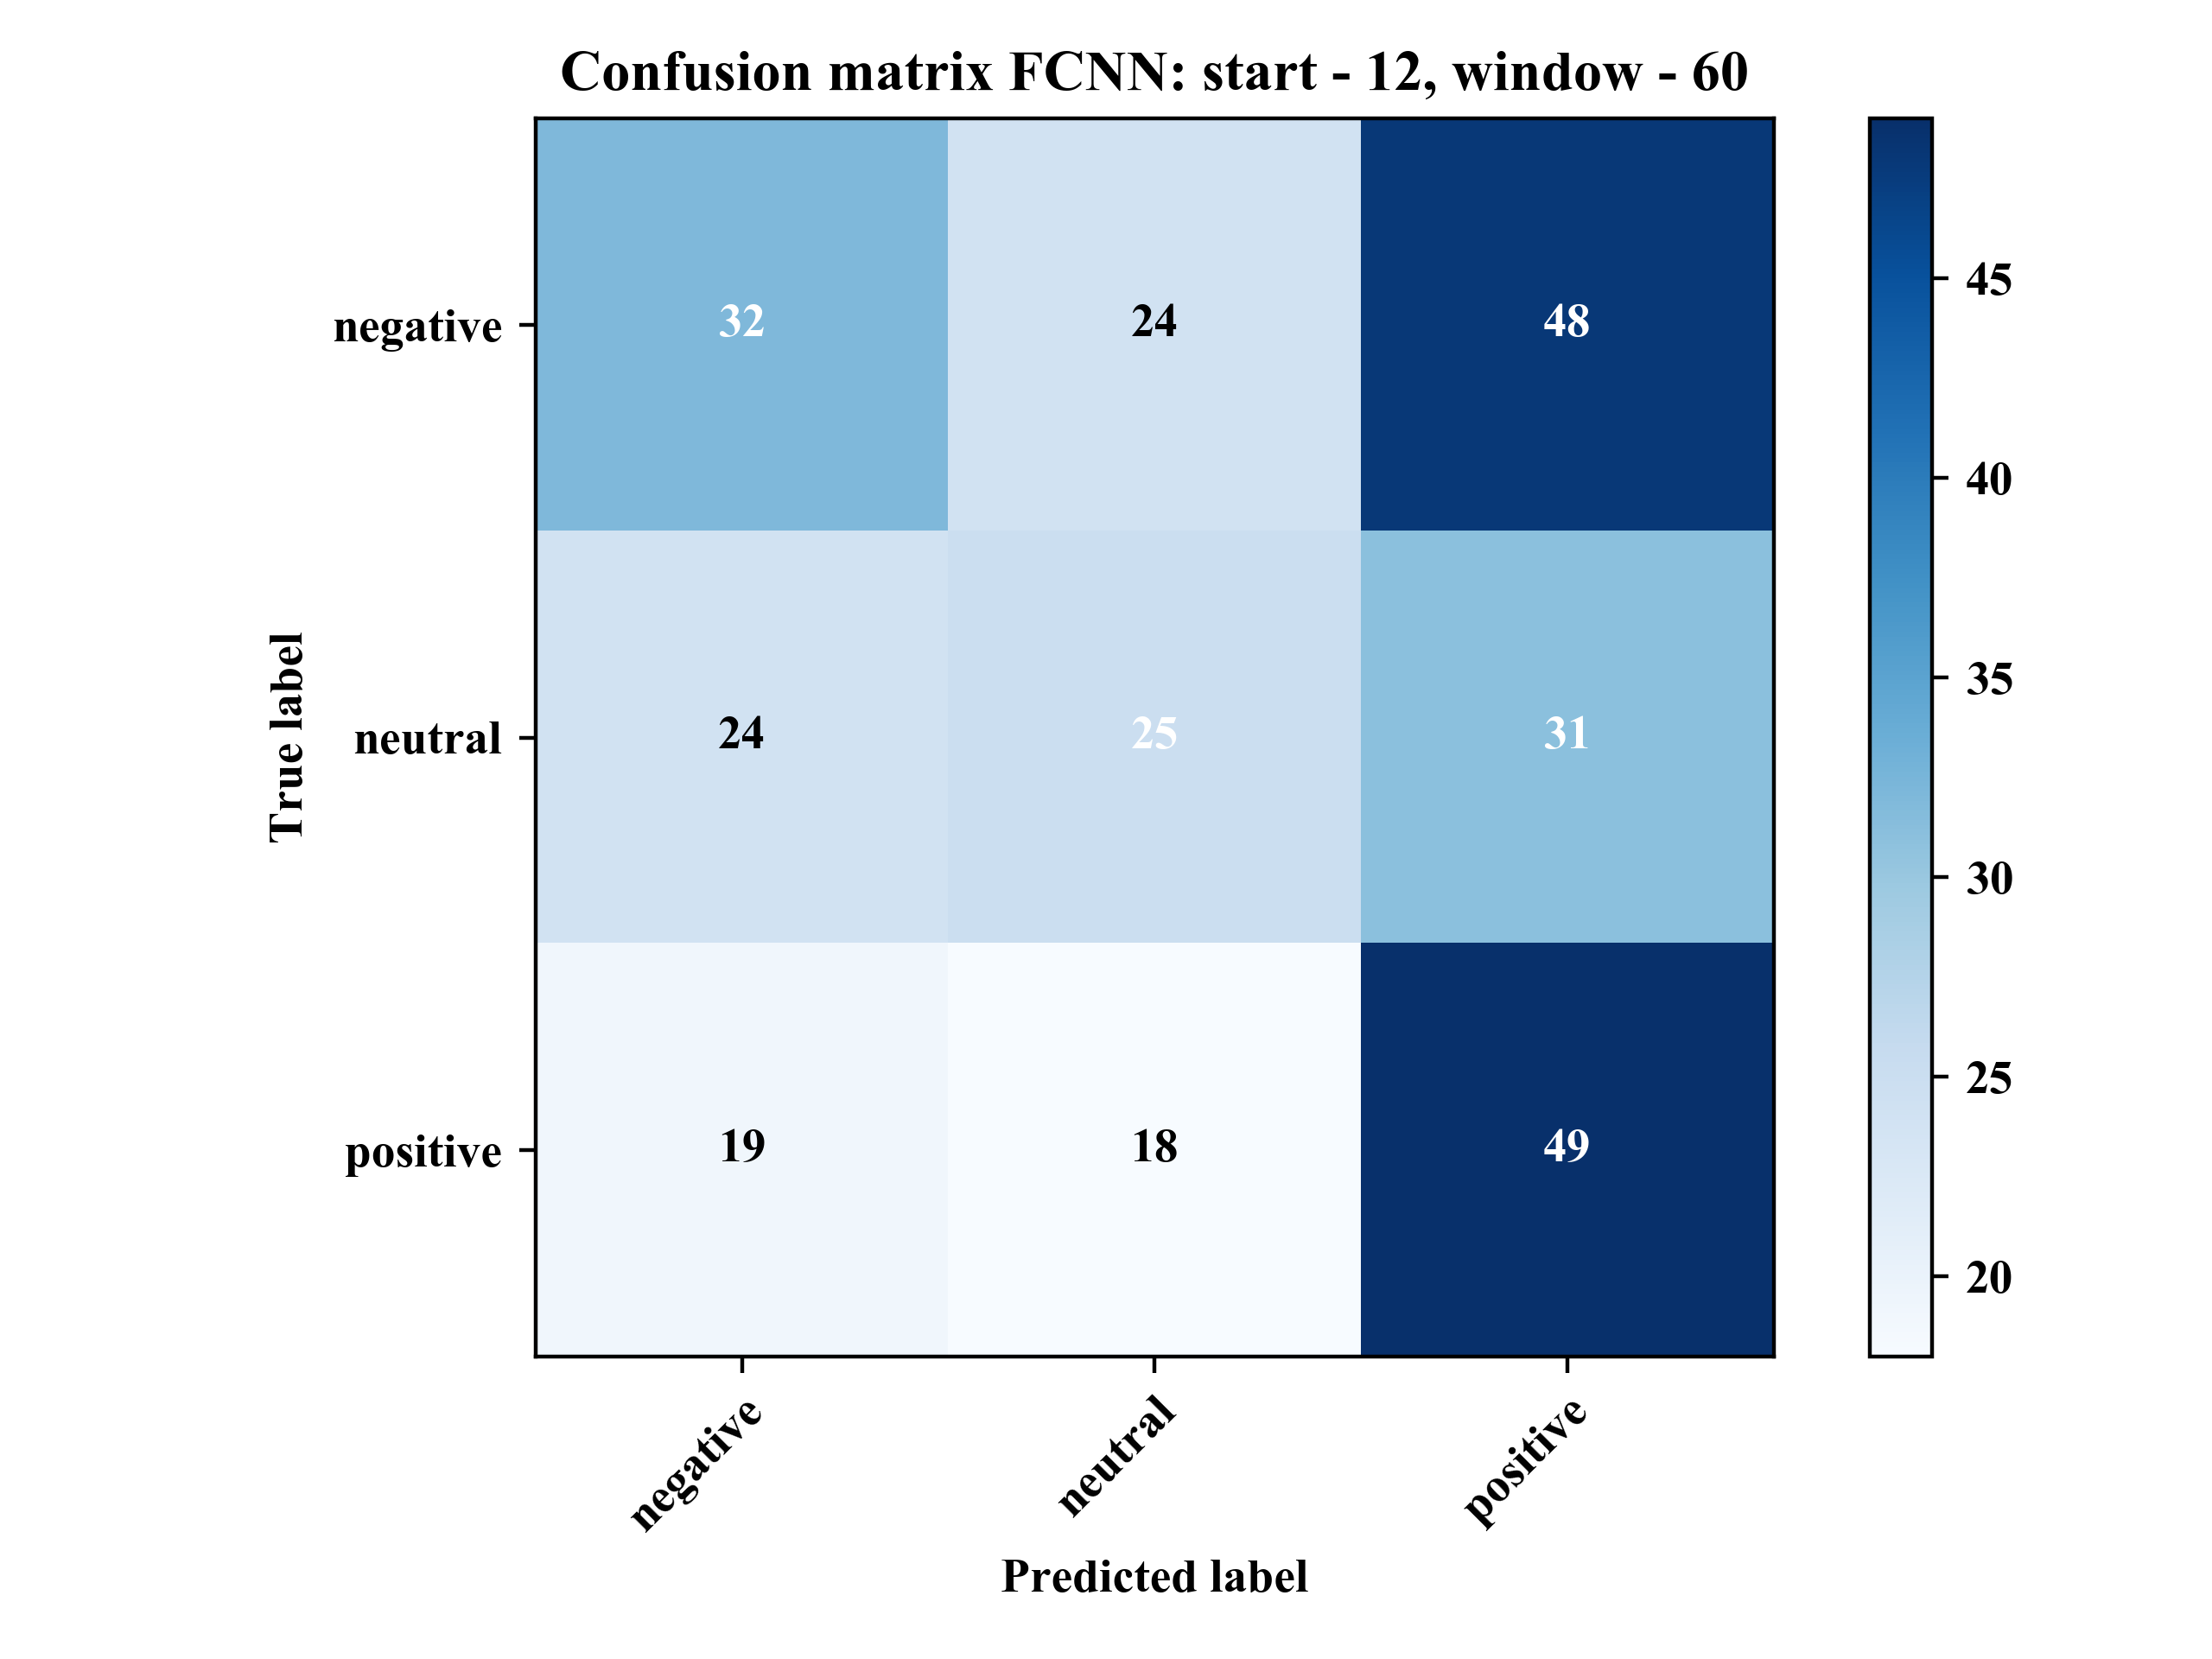 Confusion matrix FCNN: start - 12, window - 60
True label
negative
32
24
48
neutral
24
25
31
positive
19
18
49
negative
neutral
positive
Predicted label
45
40
35
30
25
20